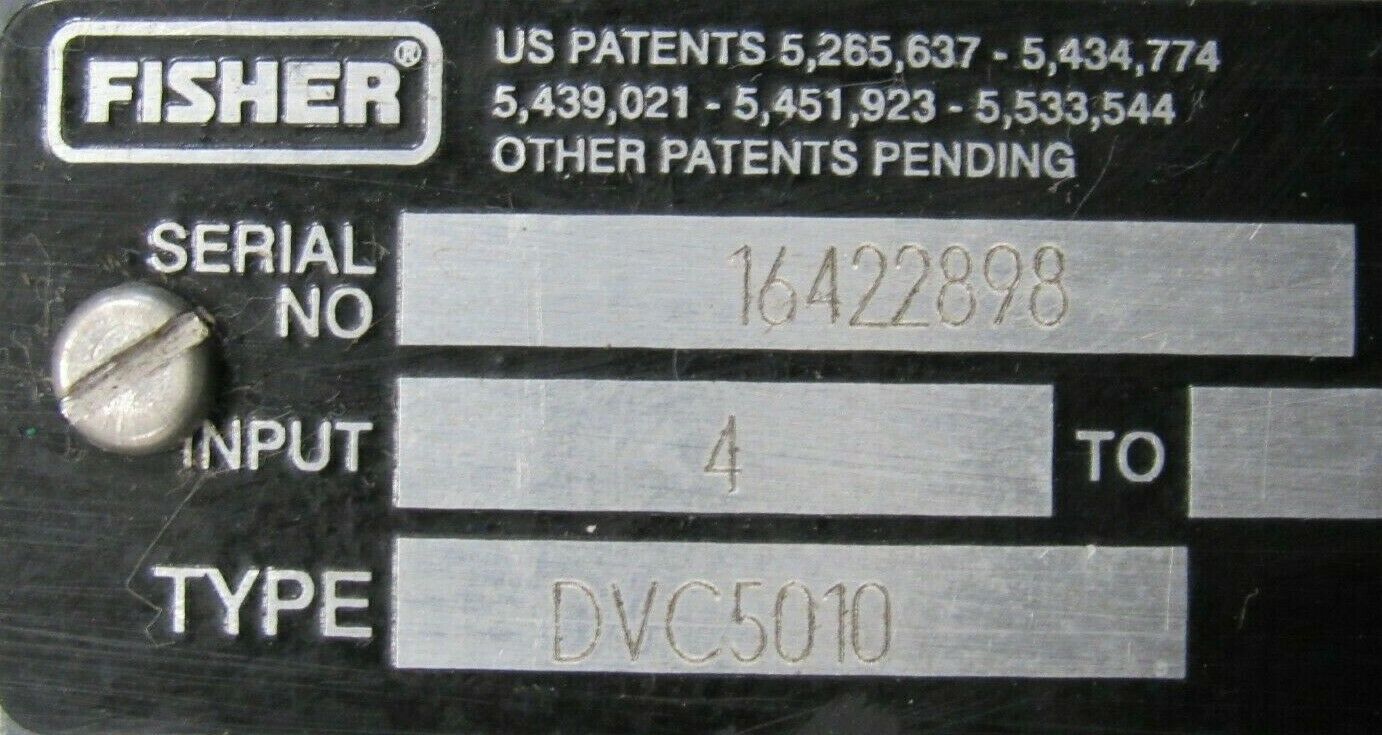 FISHER®
US PATENTS 5,265,637 - 5,434,774
5,439,021 - 5,451,923 - 5,533,544
OTHER PATENTS PENDING
SERIAL NO 16422898
INPUT 4 TO
TYPE DVC5010